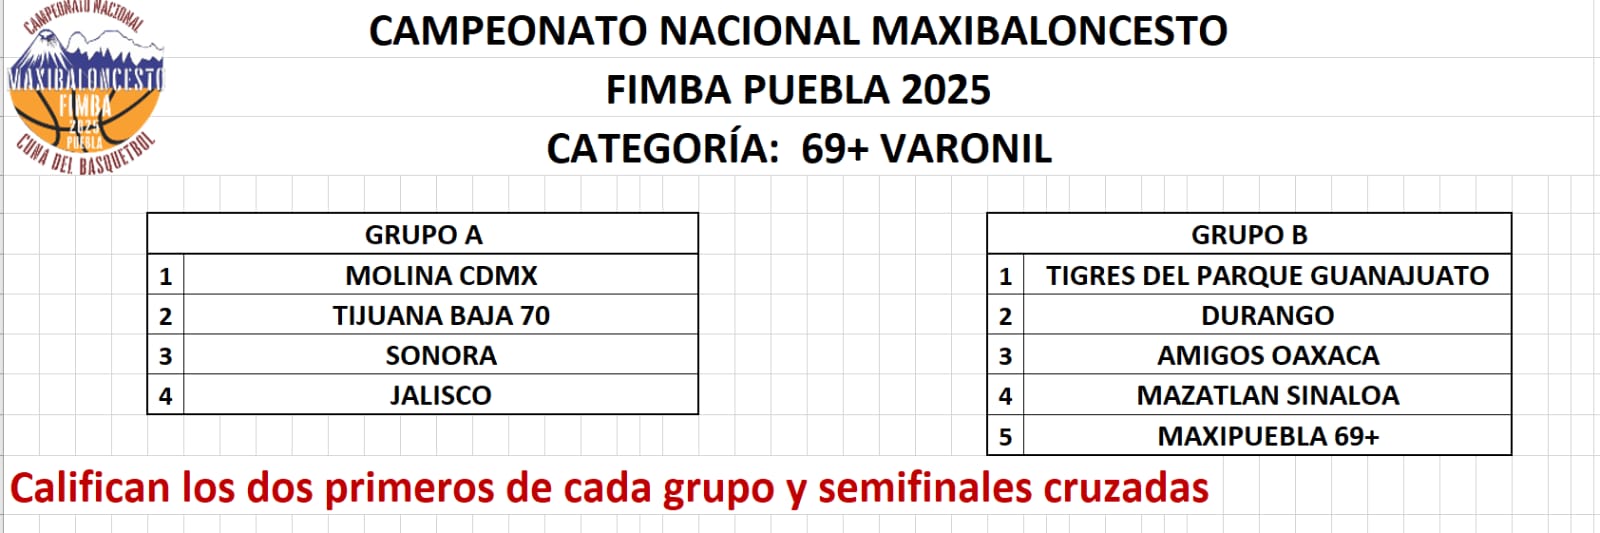 CAMPEONATO NACIONAL
MAXIBALONCESTO
FIMBA
2025
PUEBLA
CUNA DEL BASQUETBOL
CAMPEONATO NACIONAL MAXIBALONCESTO
FIMBA PUEBLA 2025
CATEGORÍA: 69+ VARONIL
GRUPO A
1 MOLINA CDMX
2 TIJUANA BAJA 70
3 SONORA
4 JALISCO
GRUPO B
1 TIGRES DEL PARQUE GUANAJUATO
2 DURANGO
3 AMIGOS OAXACA
4 MAZATLAN SINALOA
5 MAXIPUEBLA 69+
Califican los dos primeros de cada grupo y semifinales cruzadas